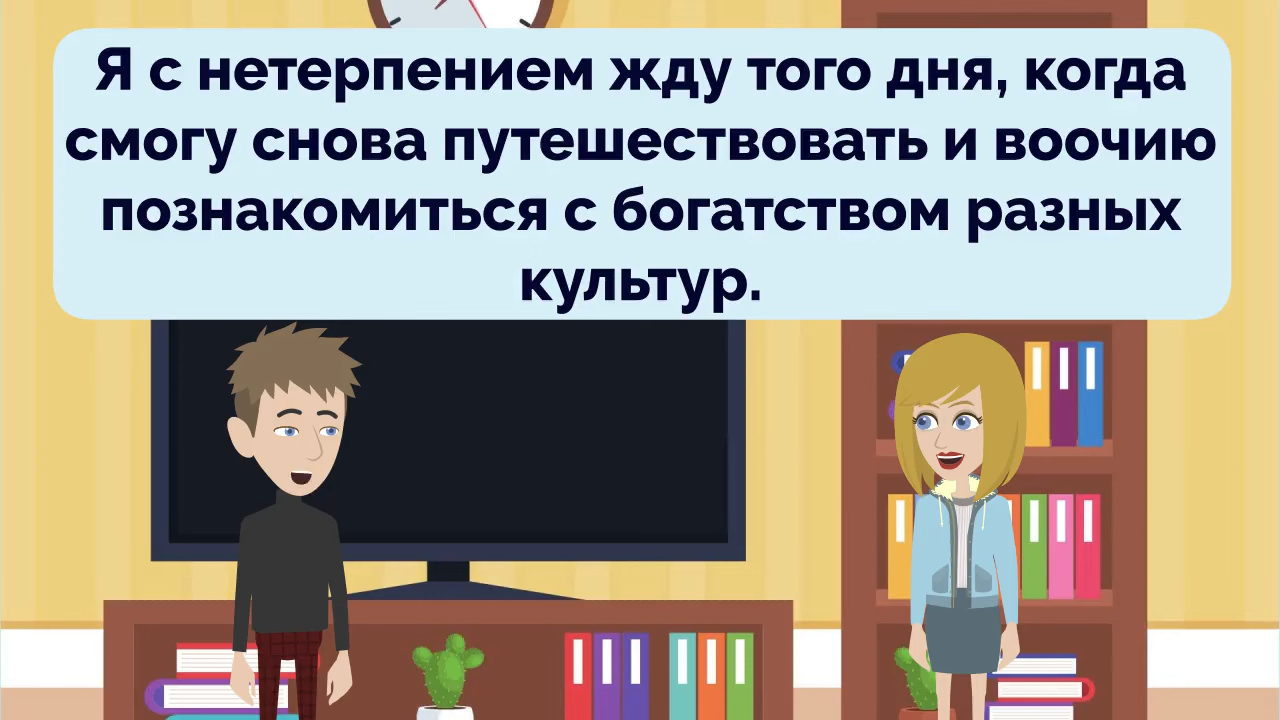 Я с нетерпением жду того дня, когда
смогу снова путешествовать и воочию
познакомиться с богатством разных
культур.